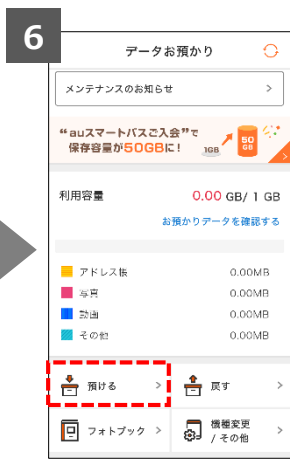 6
データお預かり
メンテナンスのお知らせ
“auスマートパスご入会”で
保存容量が50GBに!
1GB
50
GB
利用容量 0.00 GB/ 1 GB
お預かりデータを確認する
アドレス帳 0.00MB
写真 0.00MB
動画 0.00MB
その他 0.00MB
預ける
戻す
フォトブック
機種変更
/ その他